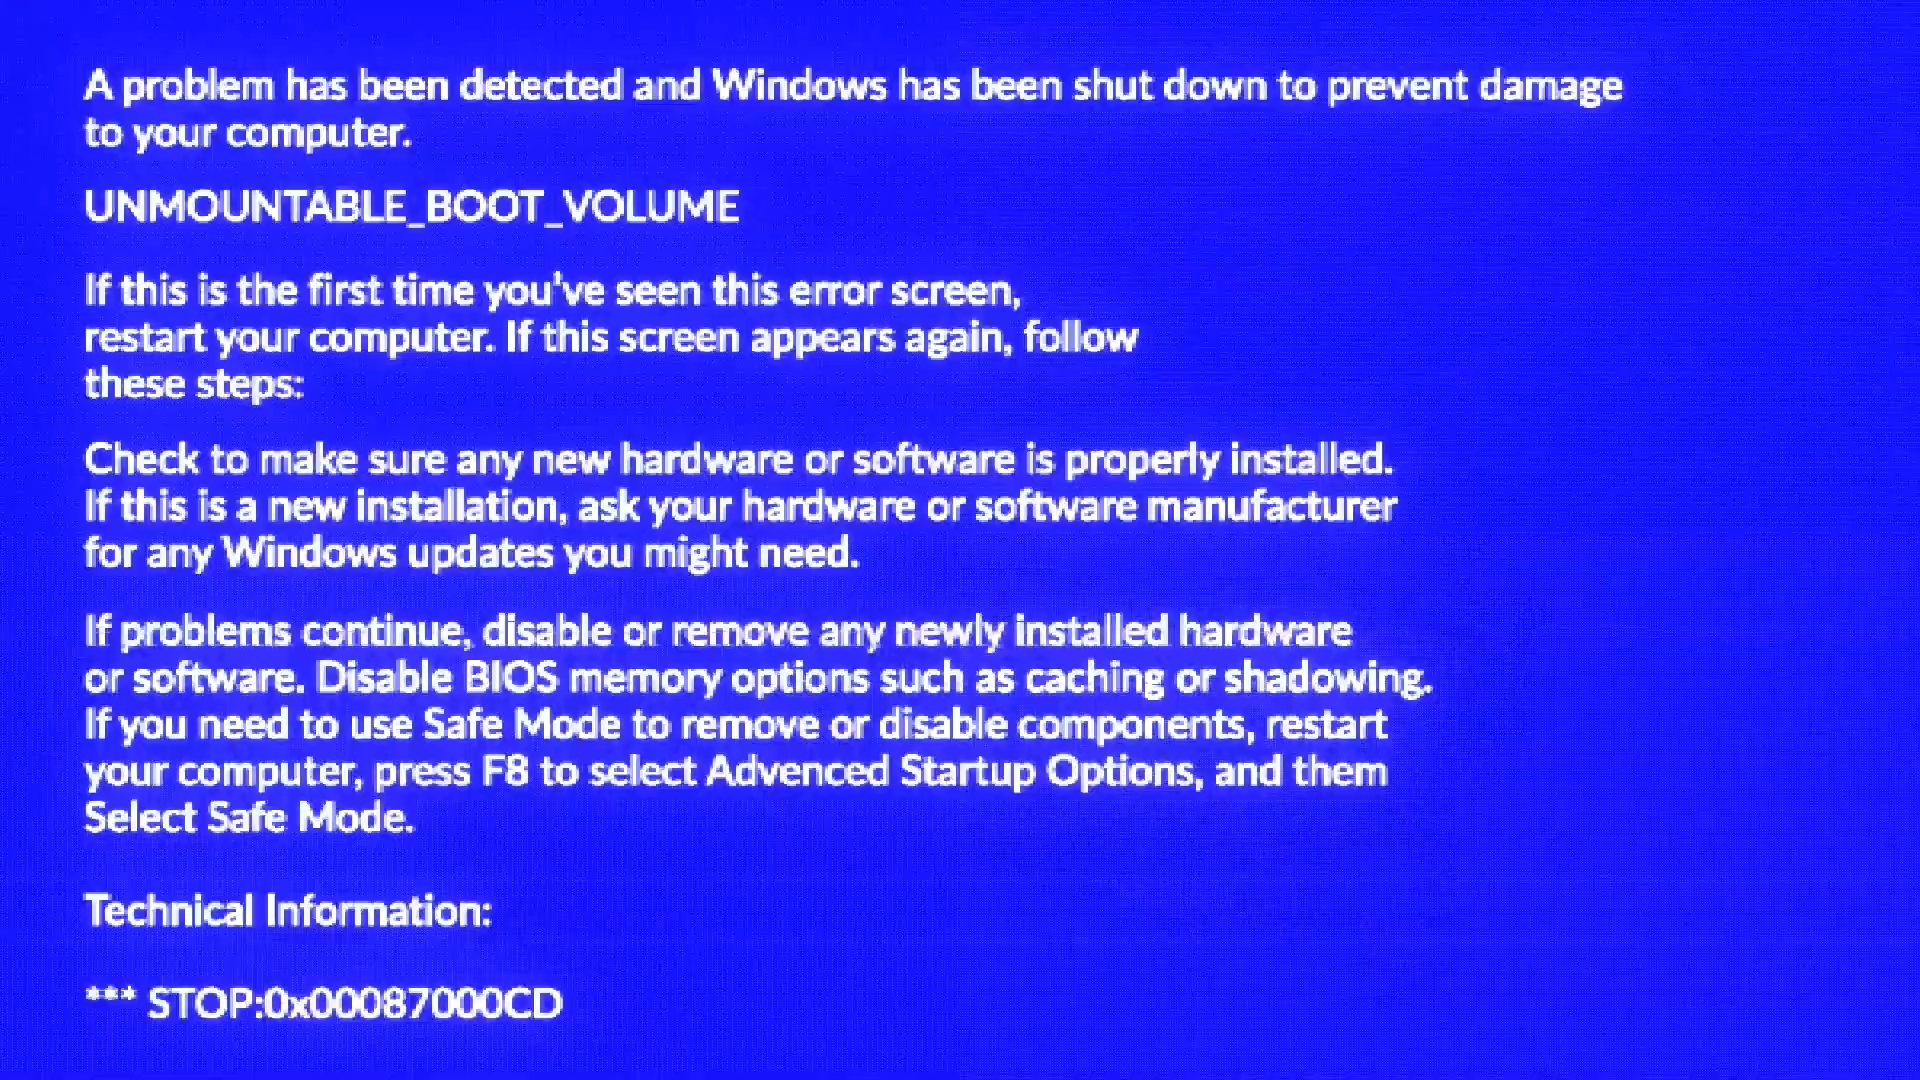 A problem has been detected and Windows has been shut down to prevent damage
to your computer.
UNMOUNTABLE_BOOT_VOLUME
If this is the first time you've seen this error screen,
restart your computer. If this screen appears again, follow
these steps:
Check to make sure any new hardware or software is properly installed.
If this is a new installation, ask your hardware or software manufacturer
for any Windows updates you might need.
If problems continue, disable or remove any newly installed hardware
or software. Disable BIOS memory options such as caching or shadowing.
If you need to use Safe Mode to remove or disable components, restart
your computer, press F8 to select Advenced Startup Options, and them
Select Safe Mode.
Technical Information:
*** STOP:0x00087000CD